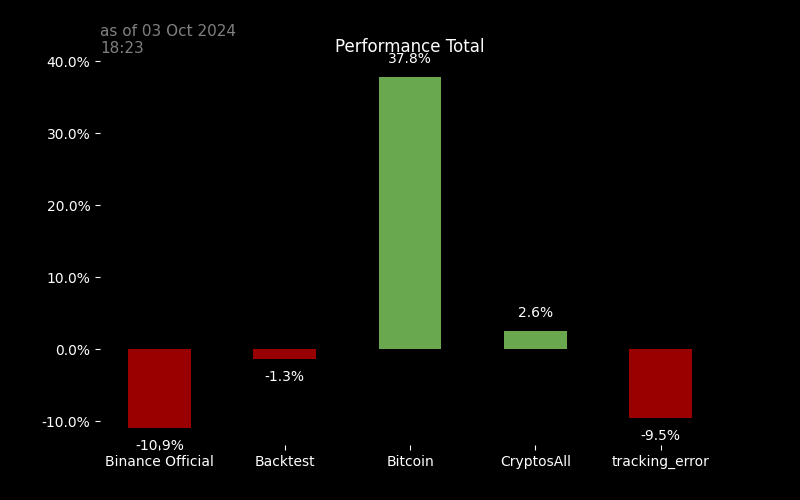 as of 03 Oct 2024
18:23
Performance Total
40.0%
37.8%
30.0%
20.0%
10.0%
2.6%
0.0%
-1.3%
-10.0%
-9.5%
-10.9%
Binance Official
Backtest
Bitcoin
CryptosAll
tracking_error